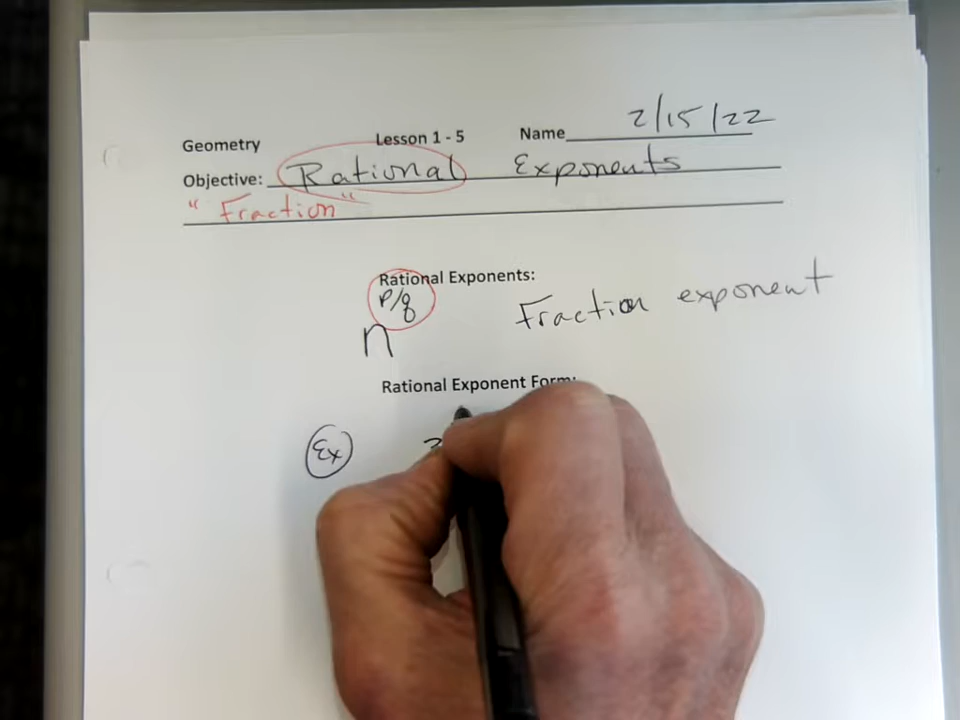 Geometry Lesson 1 - 5 Name 2/15/22
Objective: Rational Exponents
"Fraction"
Rational Exponents:
p/q
n Fraction exponent
Rational Exponent Form:
Ex